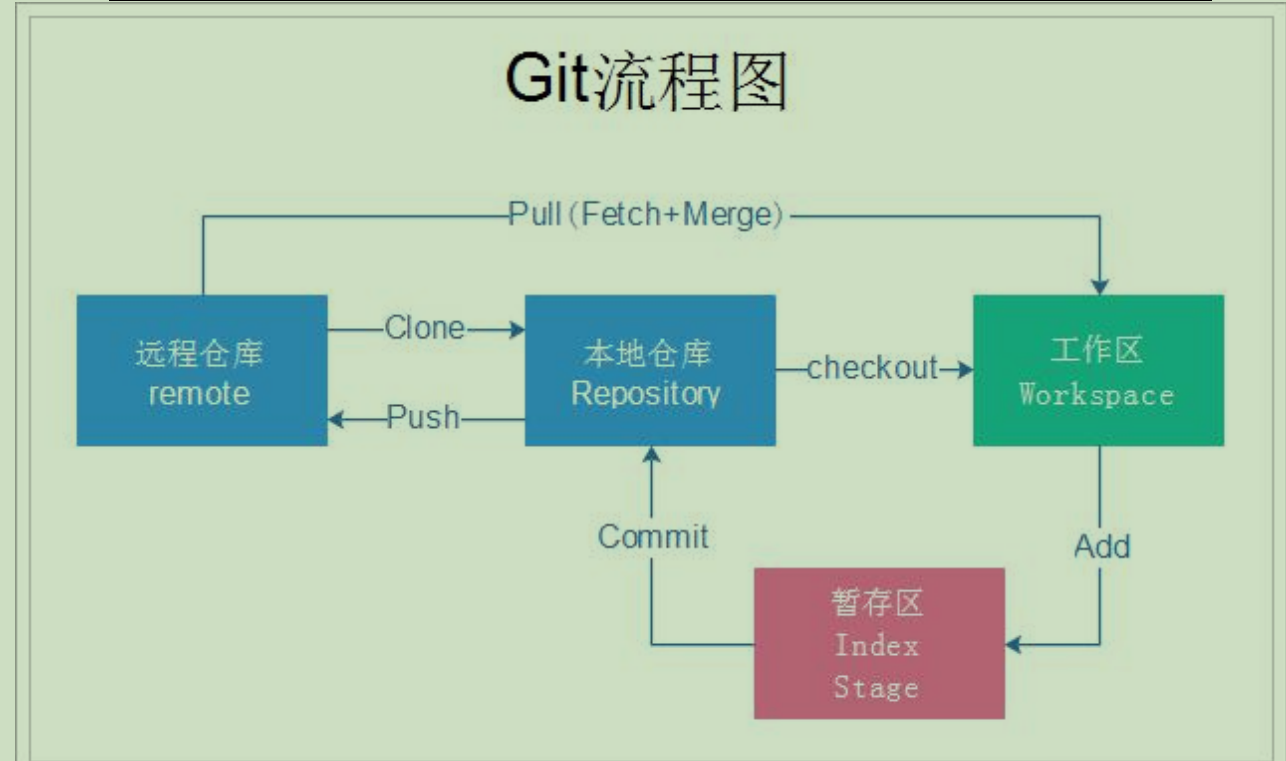 Git流程图
Pull(Fetch+Merge)
远程仓库
remote
Clone
Push
本地仓库
Repository
checkout
工作区
Workspace
Commit
Add
暂存区
Index
Stage